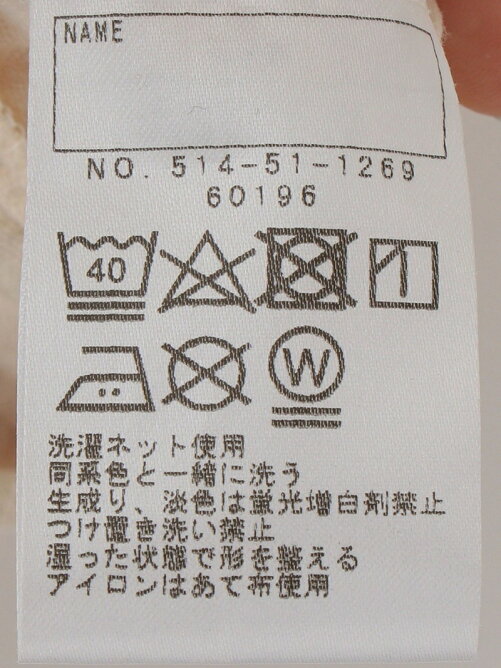 NAME
NO. 514-51-1269
60196
40
W
洗濯ネット使用
同系色と一緒に洗う
生成り、淡色は蛍光増白剤禁止
つけ置き洗い禁止
湿った状態で形を整える
アイロンはあて布使用